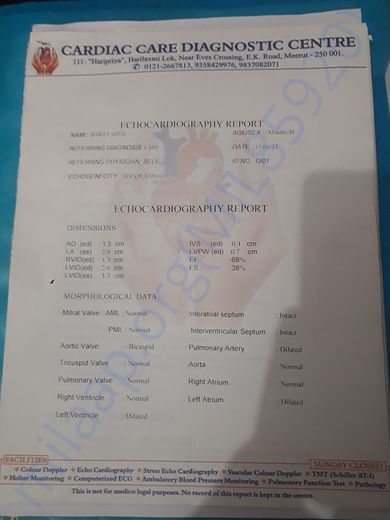 CARDIAC CARE DIAGNOSTIC CENTRE
111- "Haripriya", Harilaxmi Lok, Near Eves Crossing, E.K. Road, Meerut - 250 001.
✆ 0121-2667813, 9358429976, 9837082071
ECHOCARDIOGRAPHY REPORT
NAME AGE/SEX
REFERRING DIAGNOSIS DATE
REFERRING PHYSICIAN SELF ID NO D/01
ECHOGENECITY
ECHOCARDIOGRAPHY REPORT
DIMENSIONS
AO (ed) 1.5 cm IVS (ed) 0.4 cm
LA (es) 2.0 cm LVPW (ed) cm
RVID(ed) cm EF 68%
LVID(ed) 2.6 cm FS 38%
LVID(es) 1.7 cm
MORPHOLOGICAL DATA
Mitral Valve AML : Normal Interatrial septum : Intact
PML : Normal Interventricular Septum : Intact
Aortic Valve : Bicuspid Pulmonary Artery : Dilated
Tricuspid Valve : Normal Aorta : Normal
Pulmonary Valve : Normal Right Atrium : Normal
Right Ventricle : Normal Left Atrium : Dilated
Left Ventricle : Dilated
FACILITIES SUNDAY CLOSED
Colour Doppler Echo Cardiography Stress Echo Cardiography Vascular Colour Doppler TMT (Schiller AT-I)
Holter Monitoring Computerized ECG Ambulatory Blood Pressure Monitoring Pulmonary Function Test Pathology
This is not for medico legal purposes. No record of this report is kept in the centre.